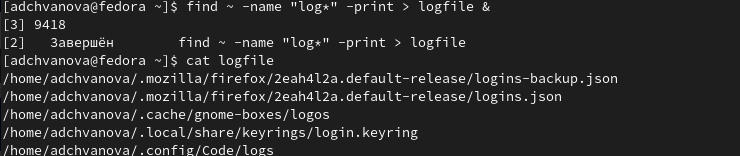 [adchvanova@fedora ~]$ find ~ -name "log*" -print > logfile &
[3] 9418
[2]   Завершён        find ~ -name "log*" -print > logfile
[adchvanova@fedora ~]$ cat logfile
/home/adchvanova/.mozilla/firefox/2eah4l2a.default-release/logins-backup.json
/home/adchvanova/.mozilla/firefox/2eah4l2a.default-release/logins.json
/home/adchvanova/.cache/gnome-boxes/logos
/home/adchvanova/.local/share/keyrings/login.keyring
/home/adchvanova/.config/Code/logs